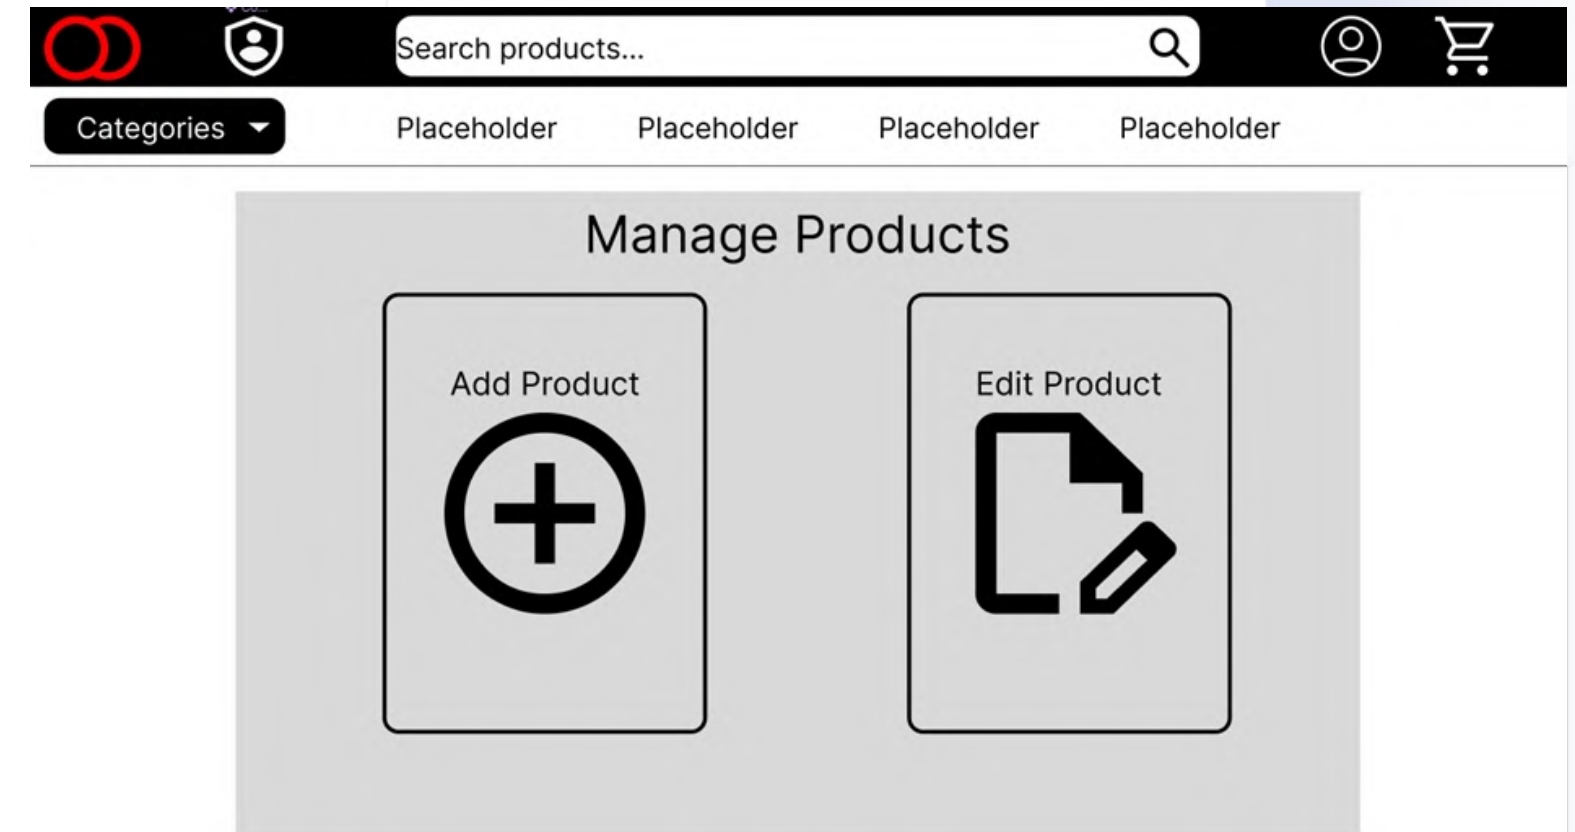 Search products...
Categories Placeholder Placeholder Placeholder Placeholder
Manage Products
Add Product Edit Product